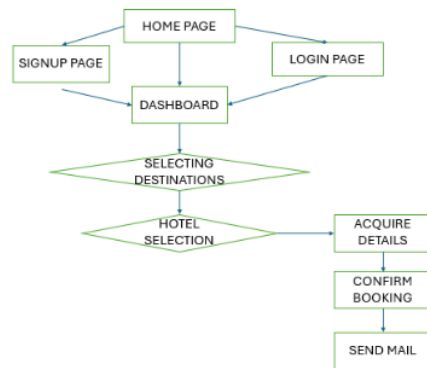 HOME PAGE
SIGNUP PAGE
LOGIN PAGE
DASHBOARD
SELECTING
DESTINATIONS
HOTEL
SELECTION
ACQUIRE
DETAILS
CONFIRM
BOOKING
SEND MAIL